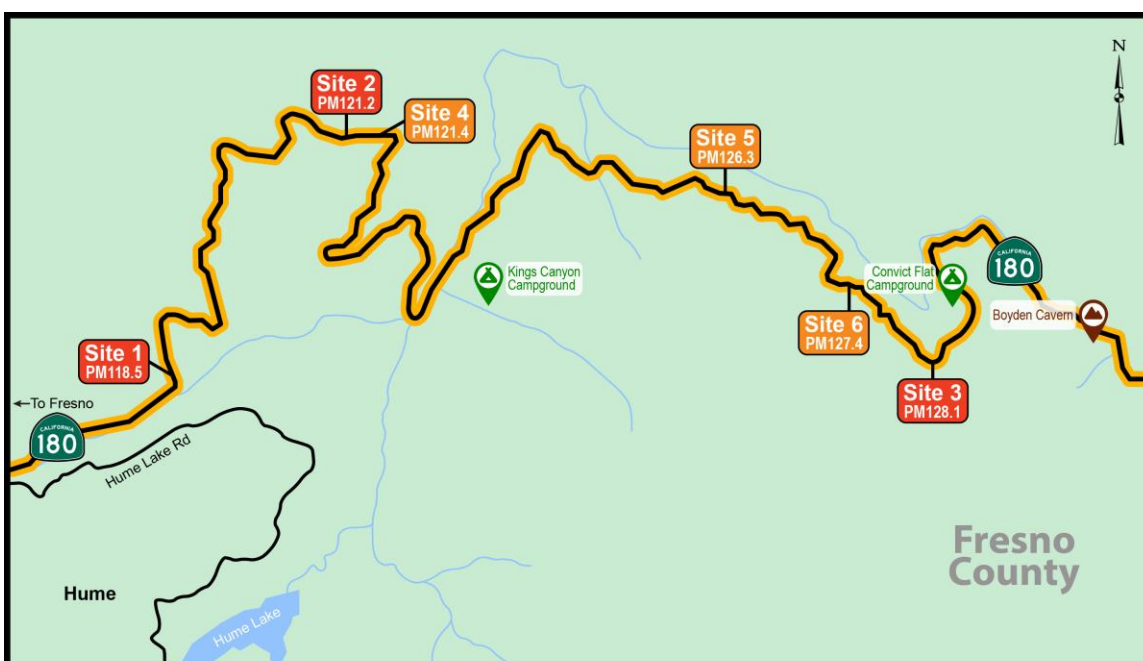 N
Site 2
PM121.2
Site 4
PM121.4
Site 5
PM126.3
Kings Canyon
Campground
Convict Flat
Campground
CALIFORNIA
180
Boyden Cavern
Site 6
PM127.4
Site 1
PM118.5
Site 3
PM128.1
To Fresno
CALIFORNIA
180
Hume Lake Rd
Fresno
County
Hume
Hume Lake